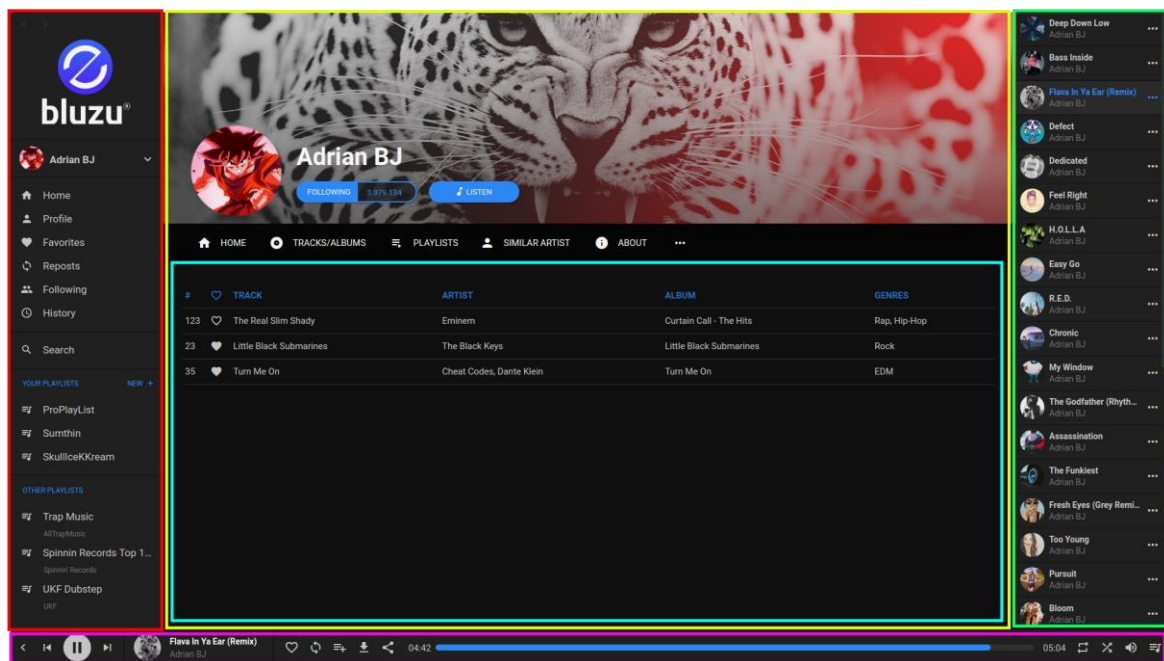 bluzu®
Adrian BJ
Home
Profile
Favorites
Reposts
Following
History
Search
YOUR PLAYLISTS NEW +
ProPlayList
Sumthin
SkullIceKKream
OTHER PLAYLISTS
Trap Music
AllTrapMusic
Spinnin Records Top 1...
Spinnin' Records
UKF Dubstep
UKF
Adrian BJ
FOLLOWING 3.979.134
LISTEN
HOME TRACKS/ALBUMS PLAYLISTS SIMILAR ARTIST ABOUT
# TRACK ARTIST ALBUM GENRES
123 The Real Slim Shady Eminem Curtain Call - The Hits Rap, Hip-Hop
23 Little Black Submarines The Black Keys Little Black Submarines Rock
35 Turn Me On Cheat Codes, Dante Klein Turn Me On EDM
Deep Down Low
Adrian BJ
Bass Inside
Adrian BJ
Flava In Ya Ear (Remix)
Adrian BJ
Defect
Adrian BJ
Dedicated
Adrian BJ
Feel Right
Adrian BJ
H.O.L.L.A
Adrian BJ
Easy Go
Adrian BJ
R.E.D.
Adrian BJ
Chronic
Adrian BJ
My Window
Adrian BJ
The Godfather (Rhyth...
Adrian BJ
Assassination
Adrian BJ
The Funkiest
Adrian BJ
Fresh Eyes (Grey Remi...
Adrian BJ
Too Young
Adrian BJ
Pursuit
Adrian BJ
Bloom
Adrian BJ
Flava In Ya Ear (Remix)
Adrian BJ
04:42 05:04